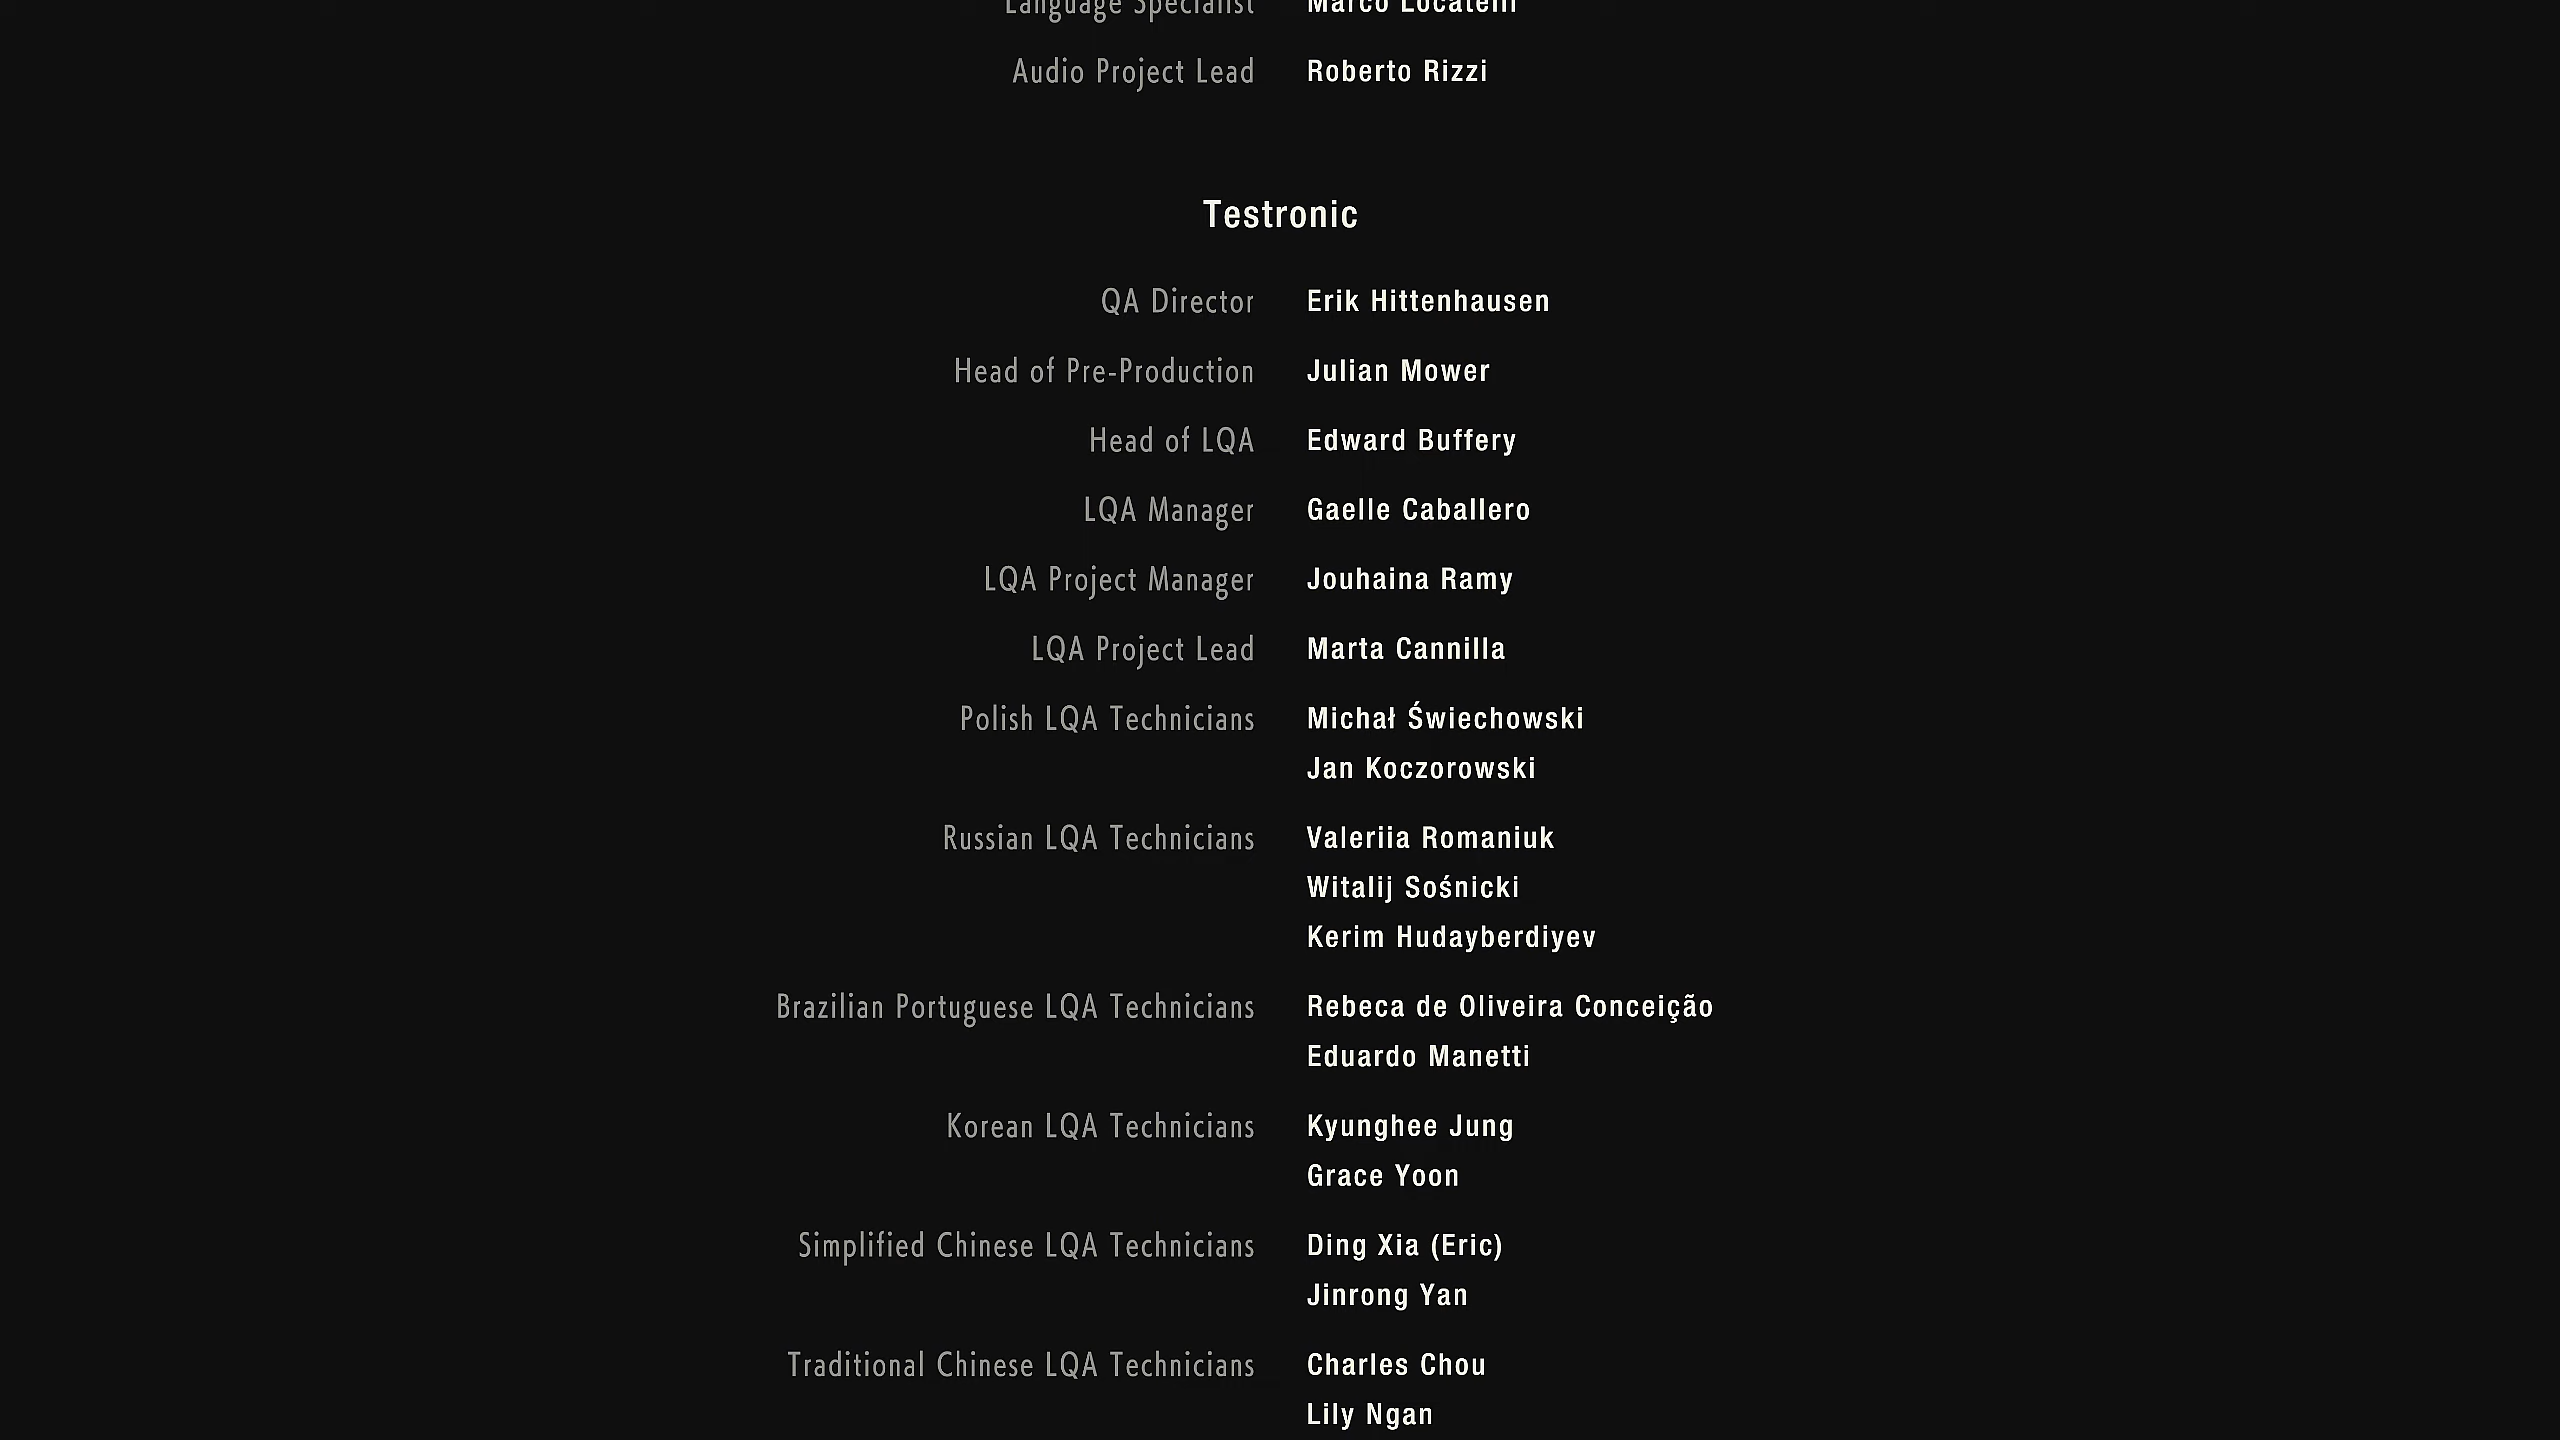 Language Specialist Marco Locatelli
Audio Project Lead Roberto Rizzi
Testronic
QA Director Erik Hittenhausen
Head of Pre-Production Julian Mower
Head of LQA Edward Buffery
LQA Manager Gaelle Caballero
LQA Project Manager Jouhaina Ramy
LQA Project Lead Marta Cannilla
Polish LQA Technicians Michał Świechowski
Jan Koczorowski
Russian LQA Technicians Valeriia Romaniuk
Witalij Sośnicki
Kerim Hudayberdiyev
Brazilian Portuguese LQA Technicians Rebeca de Oliveira Conceição
Eduardo Manetti
Korean LQA Technicians Kyunghee Jung
Grace Yoon
Simplified Chinese LQA Technicians Ding Xia (Eric)
Jinrong Yan
Traditional Chinese LQA Technicians Charles Chou
Lily Ngan